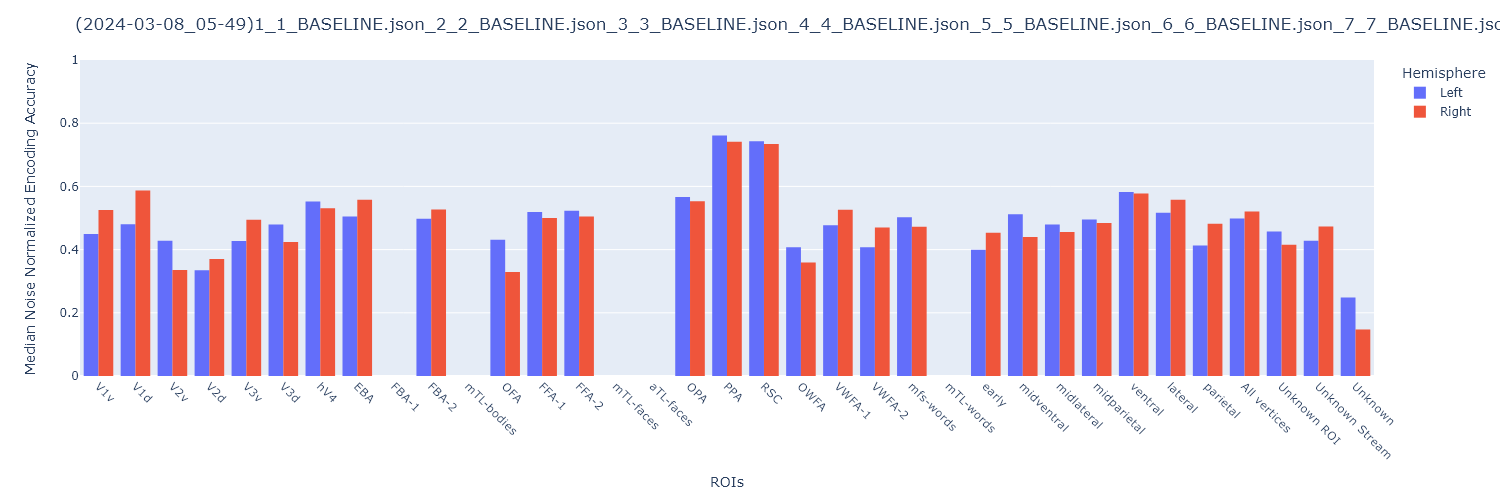 (2024-03-08_05-49)1_1_BASELINE.json_2_2_BASELINE.json_3_3_BASELINE.json_4_4_BASELINE.json_5_5_BASELINE.json_6_6_BASELINE.json_7_7_BASELINE.jsc
Median Noise Normalized Encoding Accuracy
1
0.8
0.6
0.4
0.2
0
Hemisphere
Left
Right
V1v
V1d
V2v
V2d
V3v
V3d
hV4
EBA
FBA-1
FBA-2
mTL-bodies
OFA
FFA-1
FFA-2
mTL-faces
aTL-faces
OPA
PPA
RSC
OWFA
VWFA-1
VWFA-2
mfs-words
mTL-words
early
midventral
midlateral
midparietal
ventral
lateral
parietal
All vertices
Unknown ROI
Unknown Stream
Unknown
ROIs